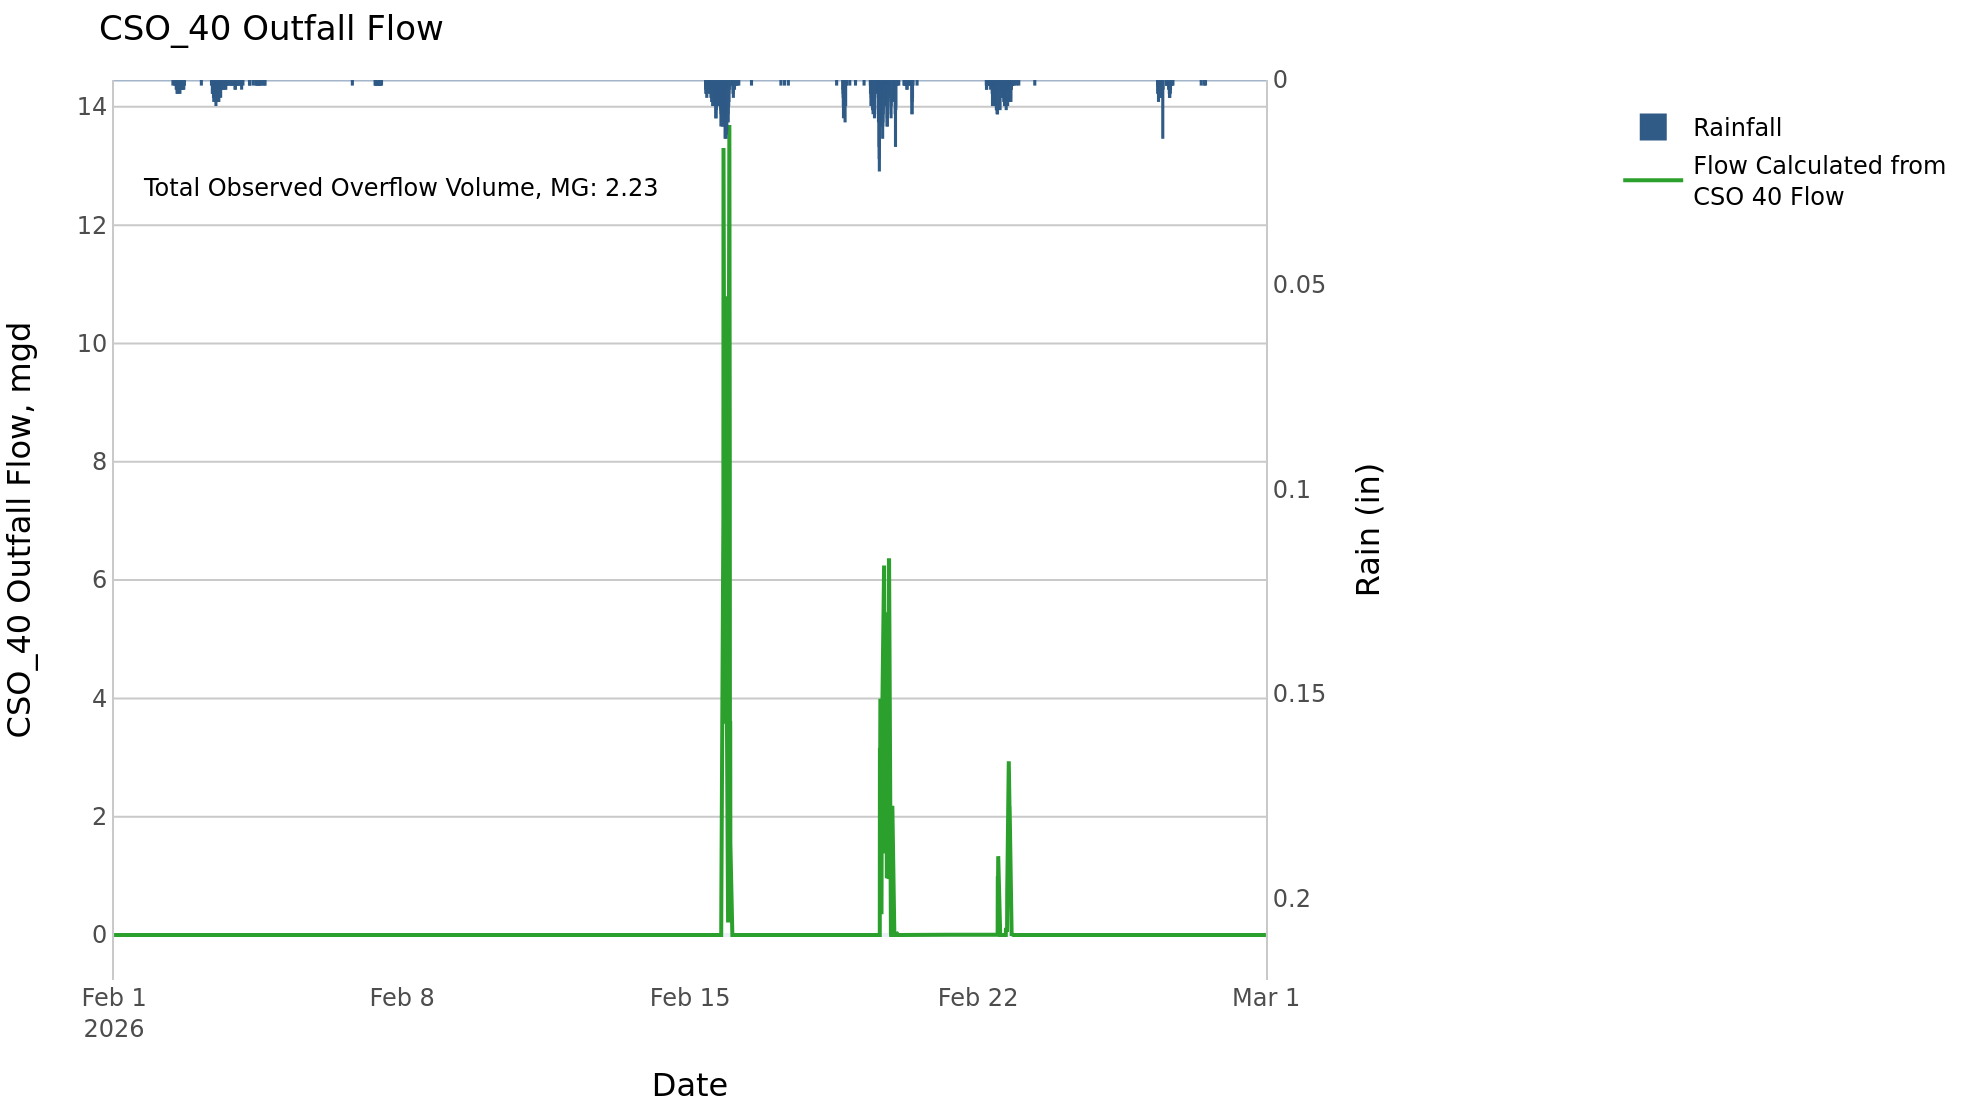 CSO_40 Outfall Flow
Total Observed Overflow Volume, MG: 2.23
CSO_40 Outfall Flow, mgd
14
12
10
8
6
4
2
0
0
0.05
0.1
0.15
0.2
Rain (in)
Feb 1
2026
Feb 8
Feb 15
Feb 22
Mar 1
Date
Rainfall
Flow Calculated from
CSO 40 Flow